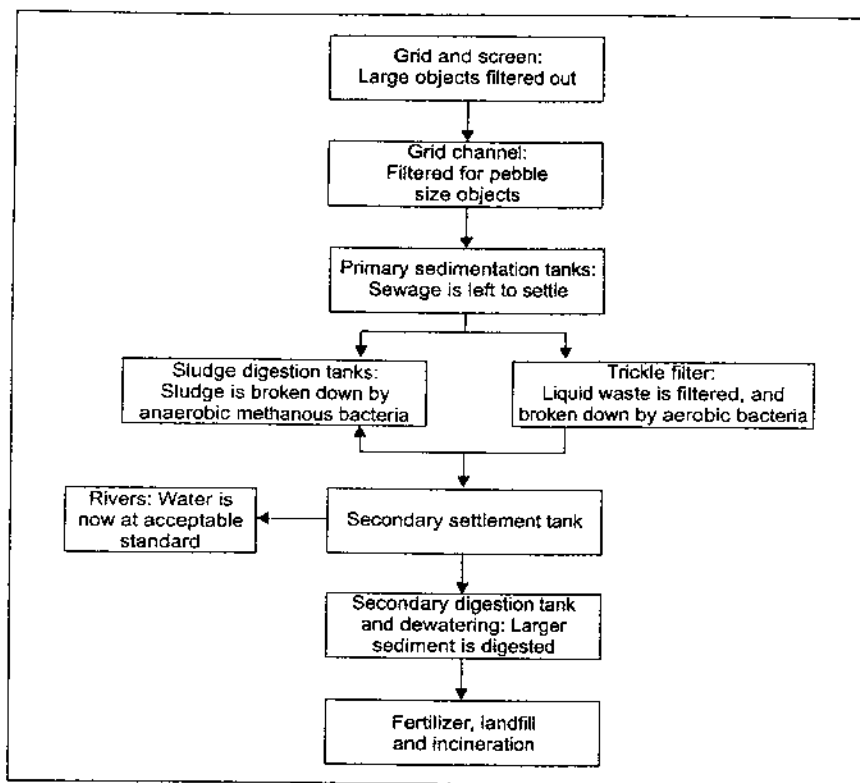 Grid and screen:
Large objects filtered out
Grid channel:
Filtered for pebble
size objects
Primary sedimentation tanks:
Sewage is left to settle
Sludge digestion tanks:
Sludge is broken down by
anaerobic methanous bacteria
Trickle filter:
Liquid waste is filtered, and
broken down by aerobic bacteria
Rivers: Water is
now at acceptable
standard
Secondary settlement tank
Secondary digestion tank
and dewatering: Larger
sediment is digested
Fertilizer, landfill
and incineration